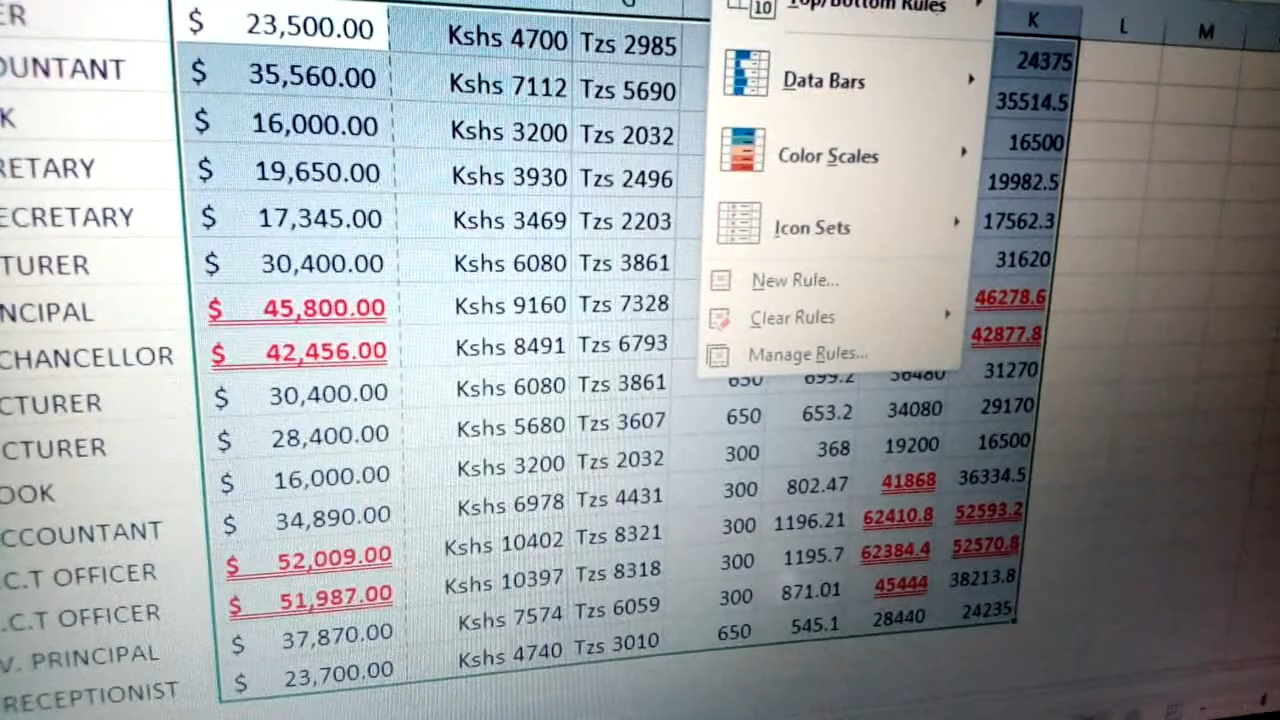 Top/Bottom Rules
K L M
ER $ 23,500.00 Kshs 4700 Tzs 2985 24375
OUNTANT $ 35,560.00 Kshs 7112 Tzs 5690 Data Bars 35514.5
K $ 16,000.00 Kshs 3200 Tzs 2032 16500
RETARY $ 19,650.00 Kshs 3930 Tzs 2496 Color Scales 19982.5
ECRETARY $ 17,345.00 Kshs 3469 Tzs 2203 Icon Sets 17562.3
TURER $ 30,400.00 Kshs 6080 Tzs 3861 New Rule... 31620
NCIPAL $ 45,800.00 Kshs 9160 Tzs 7328 Clear Rules 46278.6
CHANCELLOR $ 42,456.00 Kshs 8491 Tzs 6793 Manage Rules... 42877.8
CTURER $ 30,400.00 Kshs 6080 Tzs 3861 650 699.2 36480 31270
CTURER $ 28,400.00 Kshs 5680 Tzs 3607 650 653.2 34080 29170
OOK $ 16,000.00 Kshs 3200 Tzs 2032 300 368 19200 16500
CCOUNTANT $ 34,890.00 Kshs 6978 Tzs 4431 300 802.47 41868 36334.5
.C.T OFFICER $ 52,009.00 Kshs 10402 Tzs 8321 300 1196.21 62410.8 52593.2
.C.T OFFICER $ 51,987.00 Kshs 10397 Tzs 8318 300 1195.7 62384.4 52570.8
V. PRINCIPAL $ 37,870.00 Kshs 7574 Tzs 6059 300 871.01 45444 38213.8
RECEPTIONIST $ 23,700.00 Kshs 4740 Tzs 3010 650 545.1 28440 24235